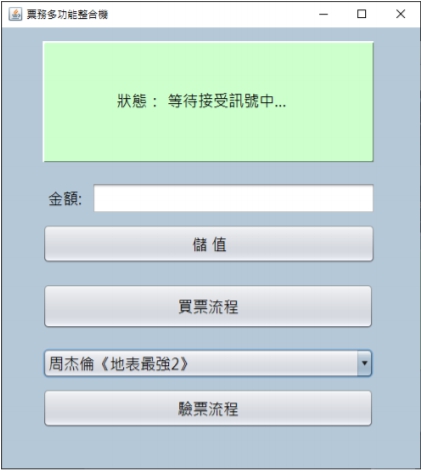 票務多功能整合機
狀態： 等待接受訊號中...
金額:
儲 值
買票流程
周杰倫《地表最強2》
驗票流程